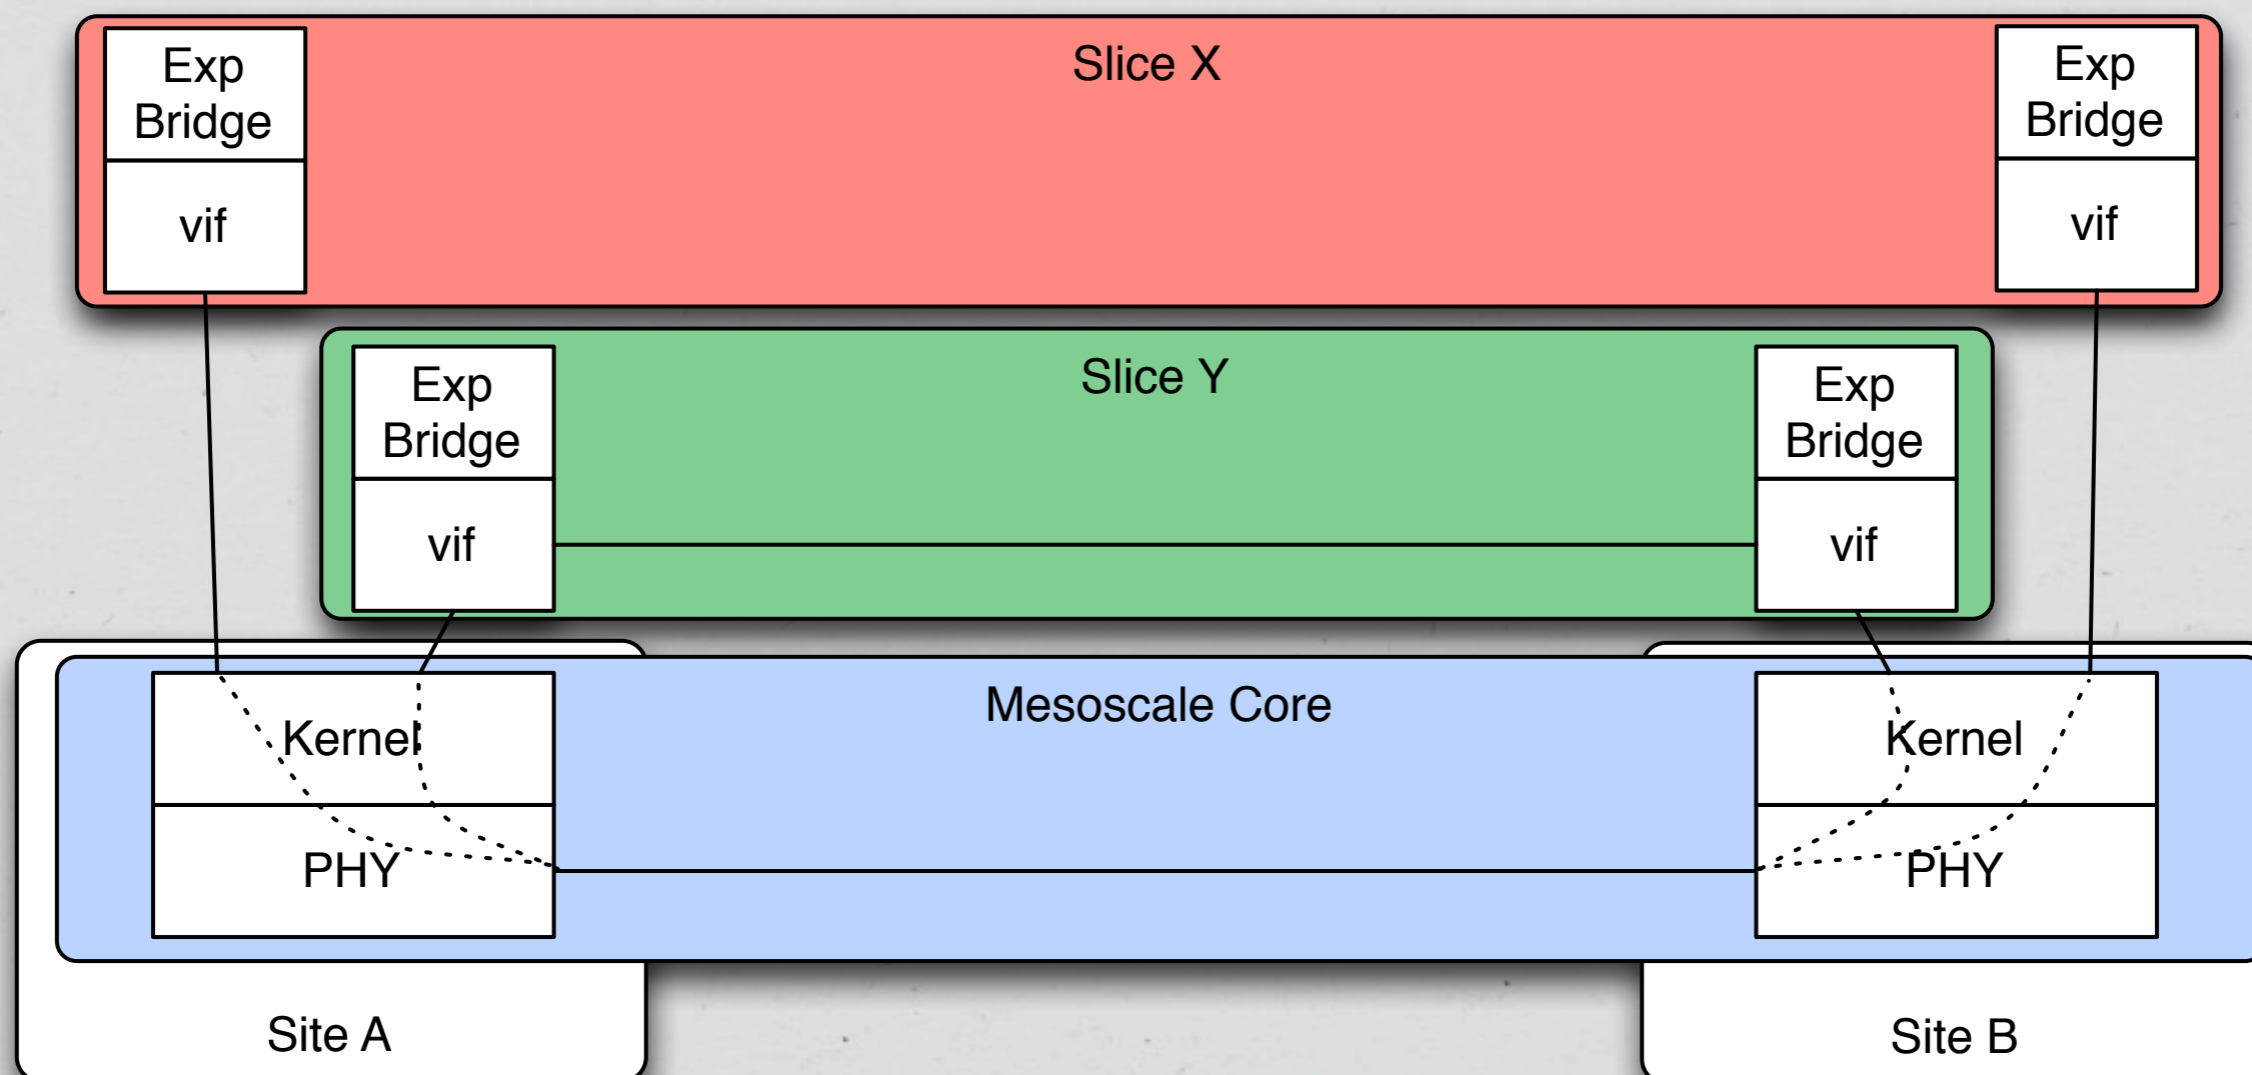 Slice X
Exp
Bridge
vif
Exp
Bridge
vif
Slice Y
Exp
Bridge
vif
Exp
Bridge
vif
Mesoscale Core
Kernel
PHY
Kernel
PHY
Site A
Site B